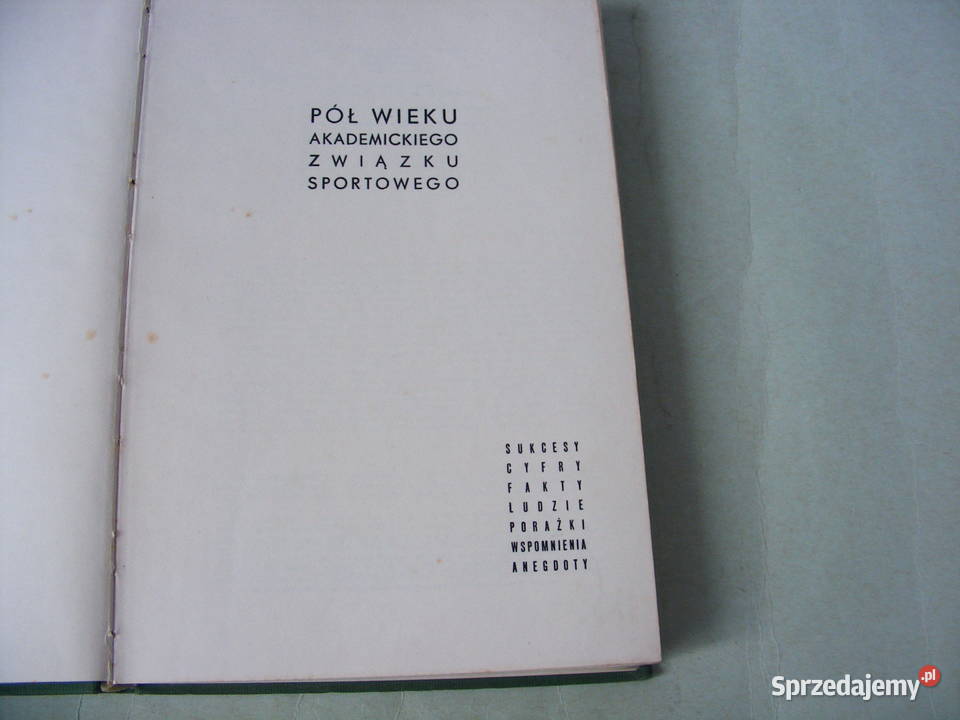 PÓŁ WIEKU
AKADEMICKIEGO
ZWIĄZKU
SPORTOWEGO
SUKCESY
CYFRY
FAKTY
LUDZIE
PORAŻKI
WSPOMNIENIA
ANEGDOTY
Sprzedajemy.pl